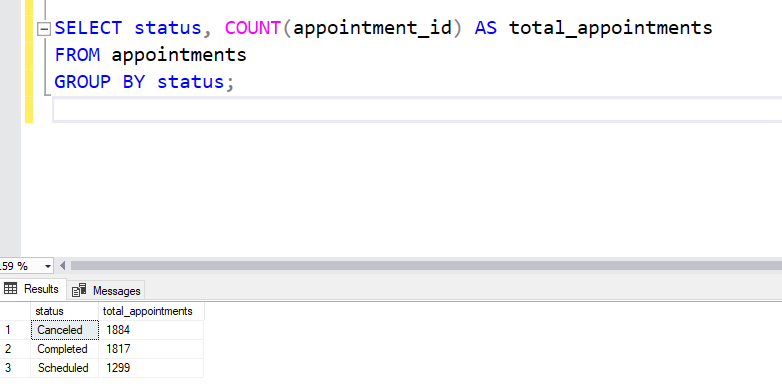 SELECT status, COUNT(appointment_id) AS total_appointments
FROM appointments
GROUP BY status;
.59 %
Results Messages
status total_appointments
1 Canceled 1884
2 Completed 1817
3 Scheduled 1299